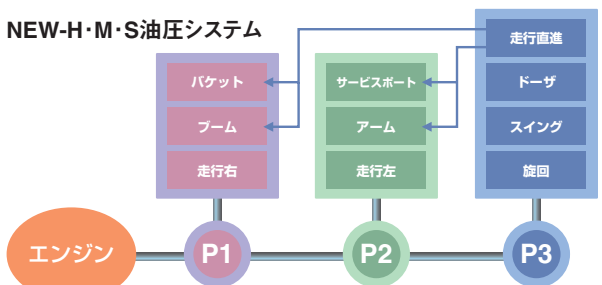 NEW-H・M・S油圧システム
バケット
ブーム
走行右
サービスポート
アーム
走行左
走行直進
ドーザ
スイング
旋回
エンジン
P1
P2
P3